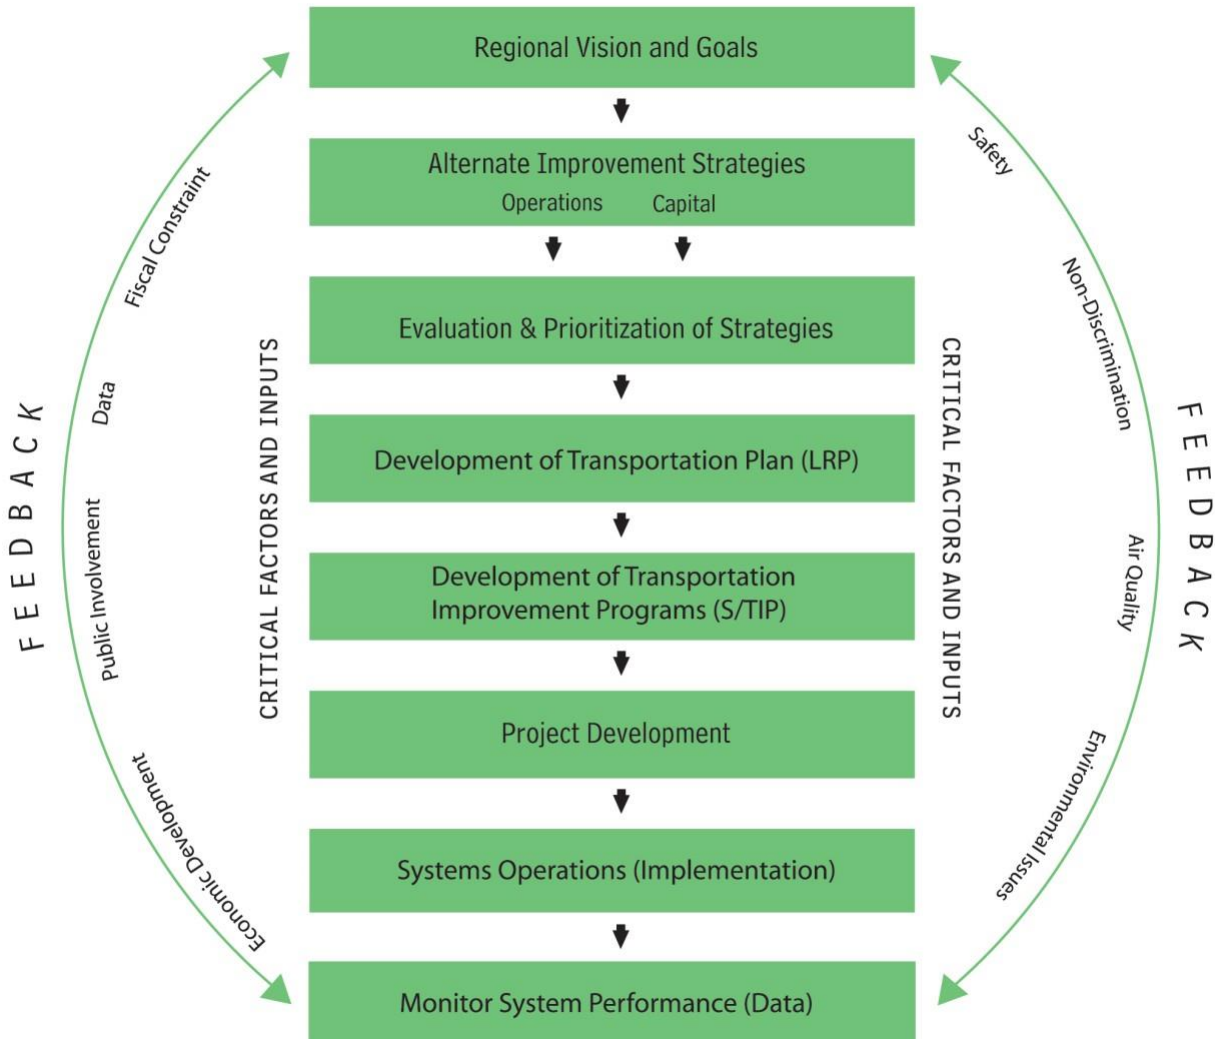 Regional Vision and Goals
Alternate Improvement Strategies
Operations Capital
Evaluation & Prioritization of Strategies
Development of Transportation Plan (LRP)
Development of Transportation
Improvement Programs (S/TIP)
Project Development
Systems Operations (Implementation)
Monitor System Performance (Data)
FEEDBACK
Fiscal Constraint
Data
Public Involvement
Economic Development
CRITICAL FACTORS AND INPUTS
CRITICAL FACTORS AND INPUTS
Safety
Non-Discrimination
Air Quality
Environmental Issues
FEEDBACK